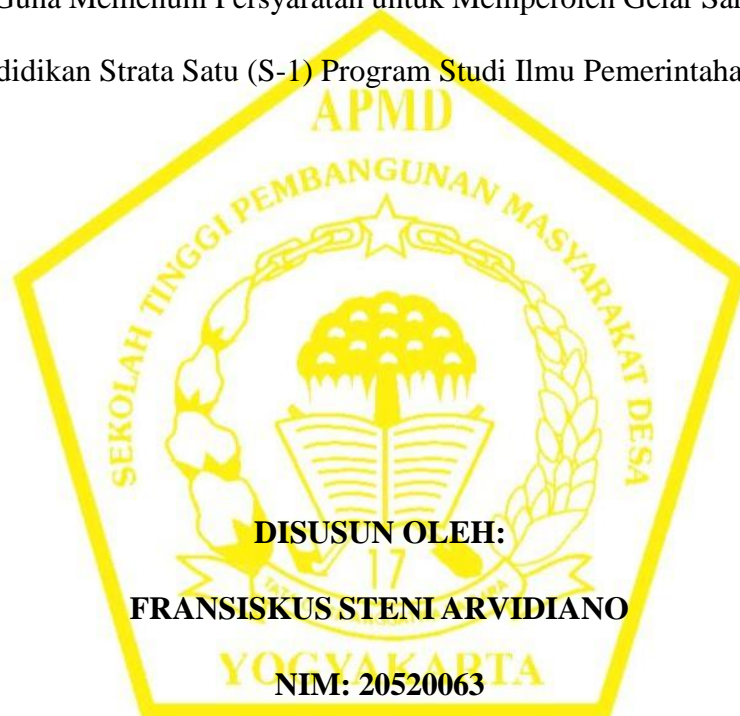 Guna Memenuhi Persyaratan untuk Memperoleh Gelar
didikan Strata Satu (S-1) Program Studi Ilmu Pemerintaha
APMD
SEKOLAH TINGGI PEMBANGUNAN MASYARAKAT DESA
DISUSUN OLEH:
17
FRANSISKUS STENI ARVIDIANO
YOGYAKARTA
NIM: 20520063